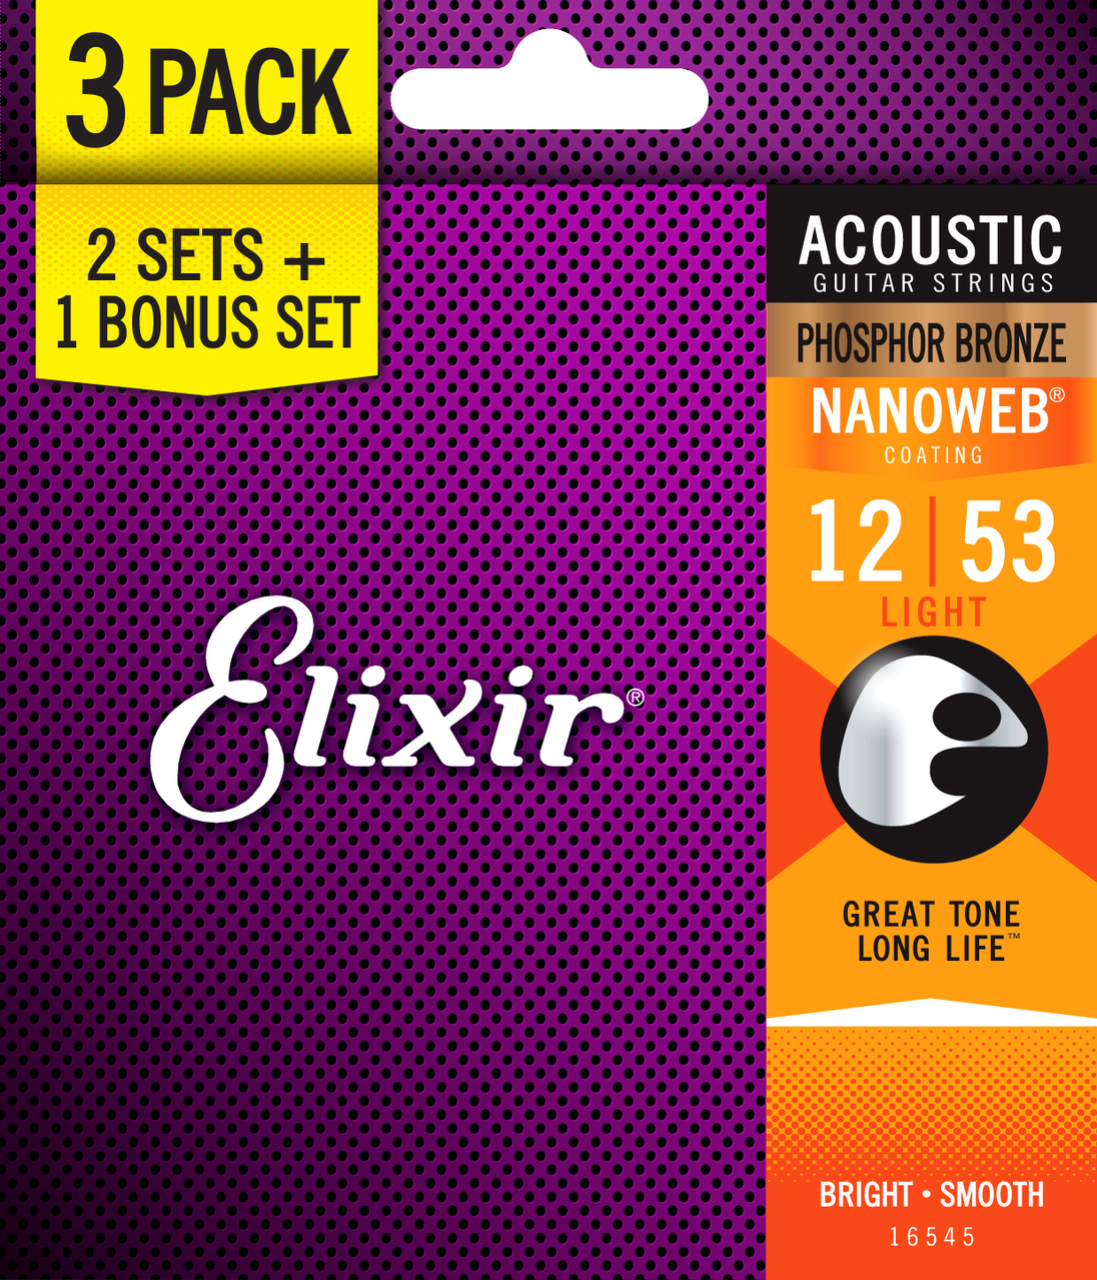 3 PACK
2 SETS +
1 BONUS SET
ACOUSTIC
GUITAR STRINGS
PHOSPHOR BRONZE
NANOWEB®
COATING
12 | 53
LIGHT
Elixir®
GREAT TONE
LONG LIFE™
BRIGHT • SMOOTH
16545